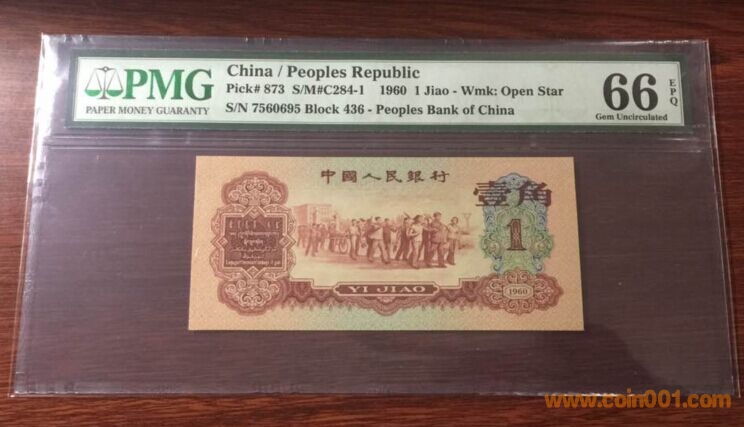 PMG
PAPER MONEY GUARANTY
China / Peoples Republic
Pick# 873 S/M#C284-1 1960 1 Jiao - Wmk: Open Star
S/N 7560695 Block 436 - Peoples Bank of China
66
EPQ
Gem Uncirculated
中國人民銀行
壹角
1
YI JIAO
1960
www.coin001.com